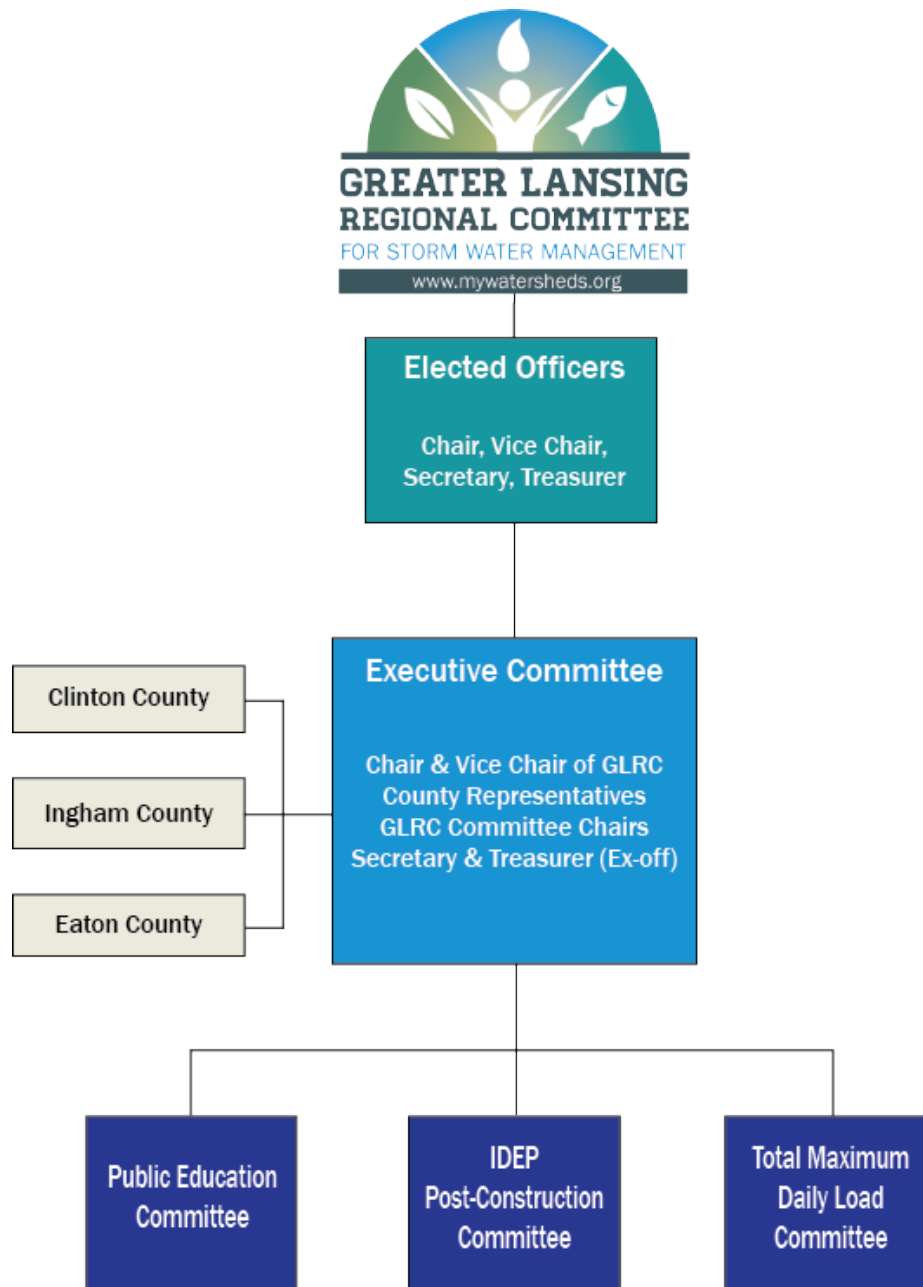 GREATER LANSING
REGIONAL COMMITTEE
FOR STORM WATER MANAGEMENT
www.mywatersheds.org
Elected Officers
Chair, Vice Chair,
Secretary, Treasurer
Executive Committee
Chair & Vice Chair of GLRC
County Representatives
GLRC Committee Chairs
Secretary & Treasurer (Ex-off)
Clinton County
Ingham County
Eaton County
Public Education
Committee
IDEP
Post-Construction
Committee
Total Maximum
Daily Load
Committee